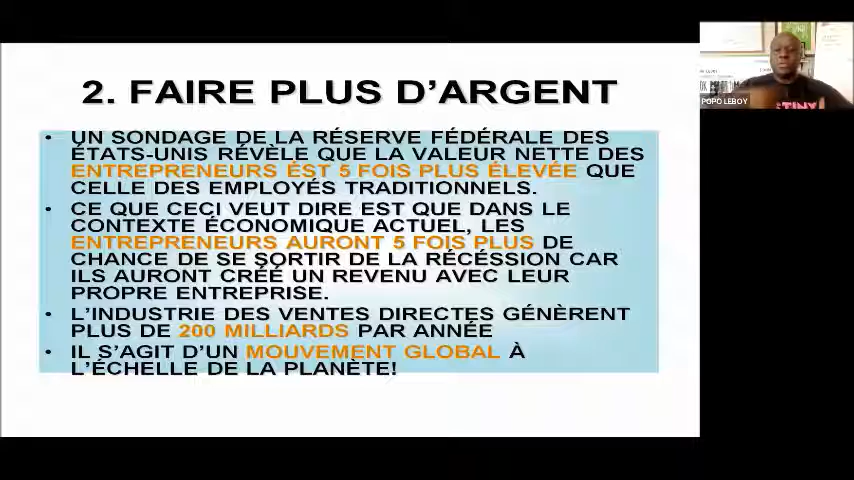 2. FAIRE PLUS D’ARGENT
• UN SONDAGE DE LA RÉSERVE FÉDÉRALE DES
ÉTATS-UNIS RÉVÈLE QUE LA VALEUR NETTE DES
ENTREPRENEURS ÉST 5 FOIS PLUS ÉLEVÉE QUE
CELLE DES EMPLOYÉS TRADITIONNELS.
• CE QUE CECI VEUT DIRE EST QUE DANS LE
CONTEXTE ÉCONOMIQUE ACTUEL, LES
ENTREPRENEURS AURONT 5 FOIS PLUS DE
CHANCE DE SE SORTIR DE LA RÉCÉSSION CAR
ILS AURONT CRÉÉ UN REVENU AVEC LEUR
PROPRE ENTREPRISE.
• L’INDUSTRIE DES VENTES DIRECTES GÉNÈRENT
PLUS DE 200 MILLIARDS PAR ANNÉE
• IL S’AGIT D’UN MOUVEMENT GLOBAL À
L’ÉCHELLE DE LA PLANÈTE!
POPO LEBOY